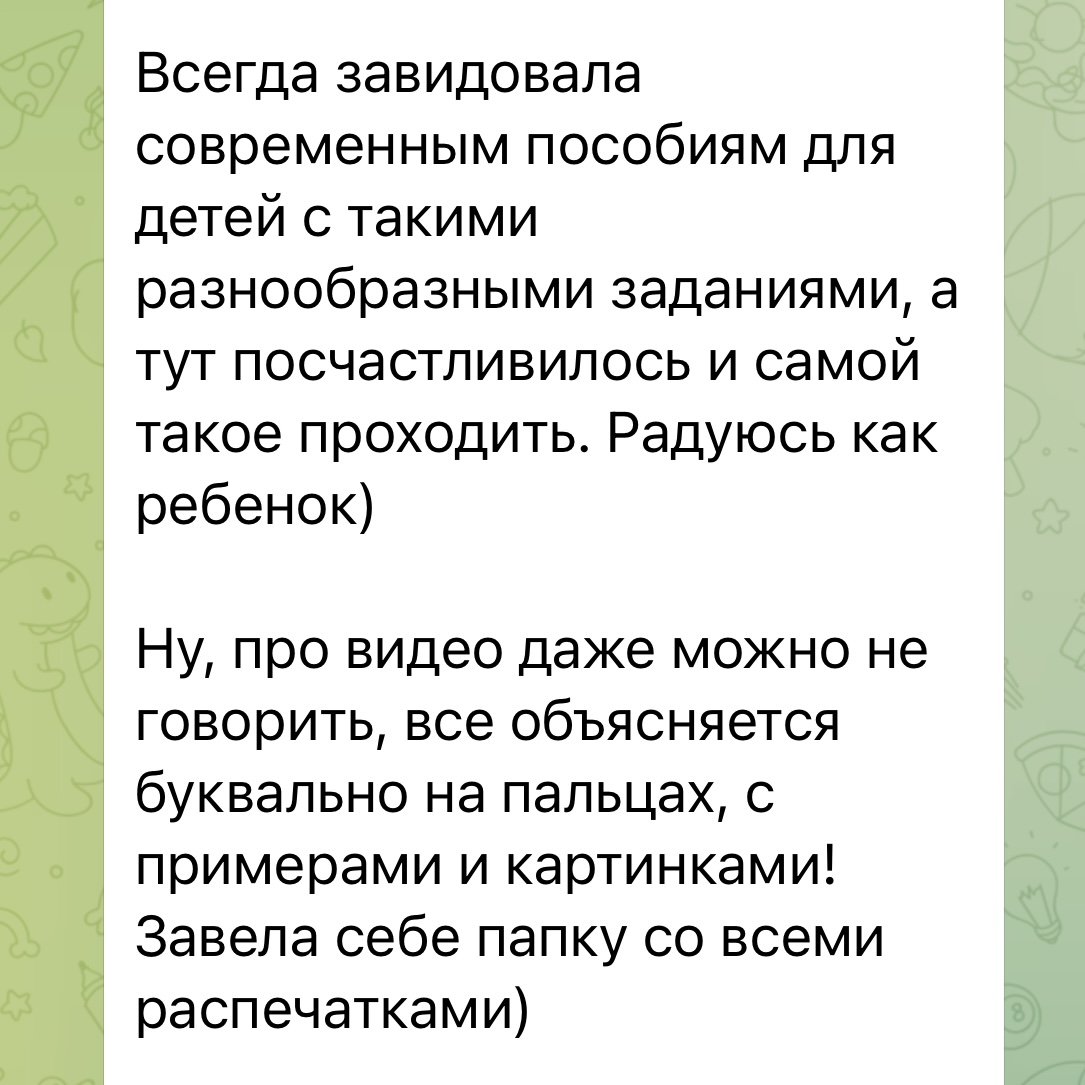 Всегда завидовала
современным пособиям для
детей с такими
разнообразными заданиями, а
тут посчастливилось и самой
такое проходить. Радуюсь как
ребенок)
Ну, про видео даже можно не
говорить, все объясняется
буквально на пальцах, с
примерами и картинками!
Завела себе папку со всеми
распечатками)